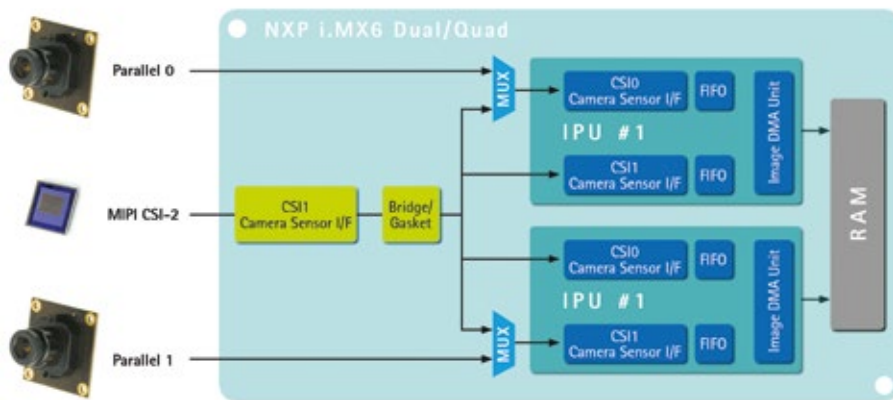 NXP i.MX6 Dual/Quad
Parallel 0
MUX
CSI0
Camera Sensor I/F
FIFO
IPU #1
CSI1
Camera Sensor I/F
FIFO
Image DMA Unit
MIPI CSI-2
CSI1
Camera Sensor I/F
Bridge/
Gasket
RAM
CSI0
Camera Sensor I/F
FIFO
IPU #1
CSI1
Camera Sensor I/F
FIFO
Image DMA Unit
MUX
Parallel 1